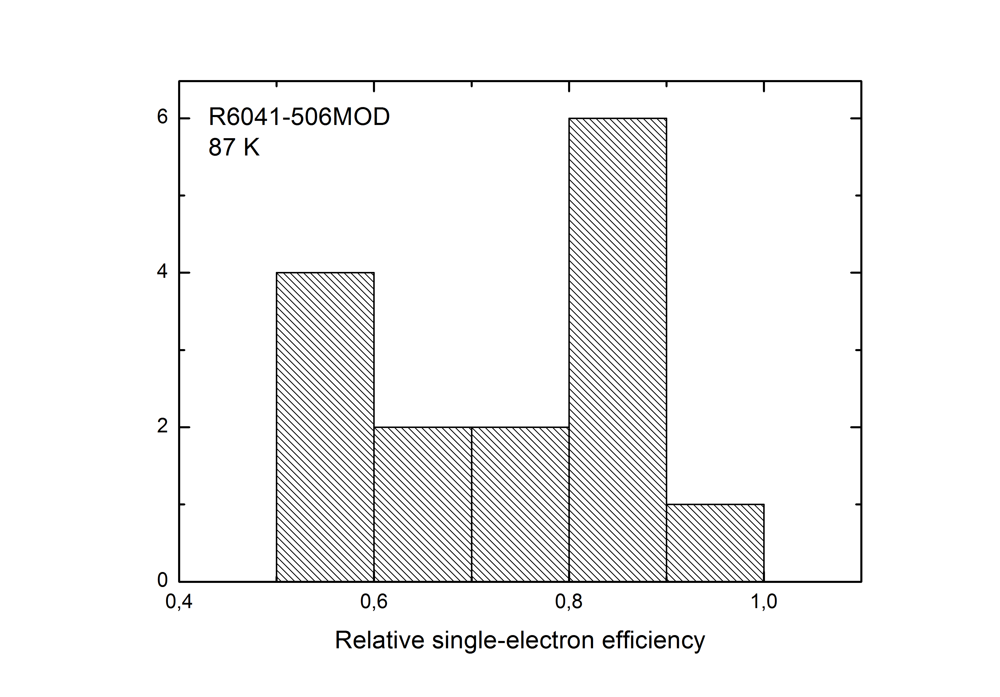 R6041-506MOD
87 K
6
4
2
0
0,4 0,6 0,8 1,0
Relative single-electron efficiency